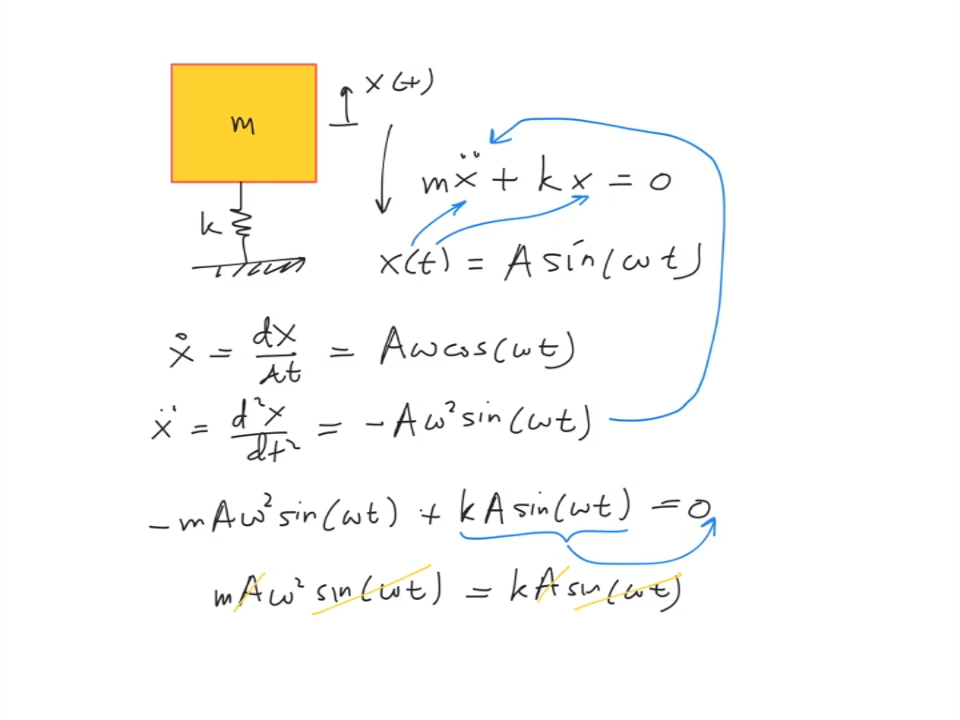 m
x(t)
k
mẍ + kx = 0
x(t) = A sin(ωt)
ẋ = dx/dt = Aω cos(ωt)
ẍ = d²x/dt² = -Aω² sin(ωt)
-mAω² sin(ωt) + kA sin(ωt) = 0
mAω² sin(ωt) = kA sin(ωt)